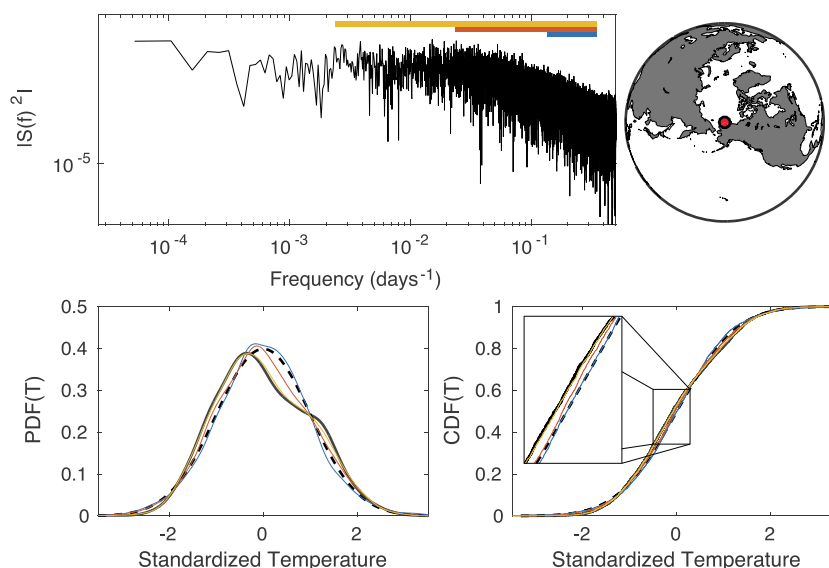 |S(f) ²|
10⁻⁵
10⁻⁴ 10⁻³ 10⁻² 10⁻¹
Frequency (days⁻¹)
PDF(T)
0.5
0.4
0.3
0.2
0.1
0
-2 0 2
Standardized Temperature
CDF(T)
1
0.8
0.6
0.4
0.2
0
-2 0 2
Standardized Temperature